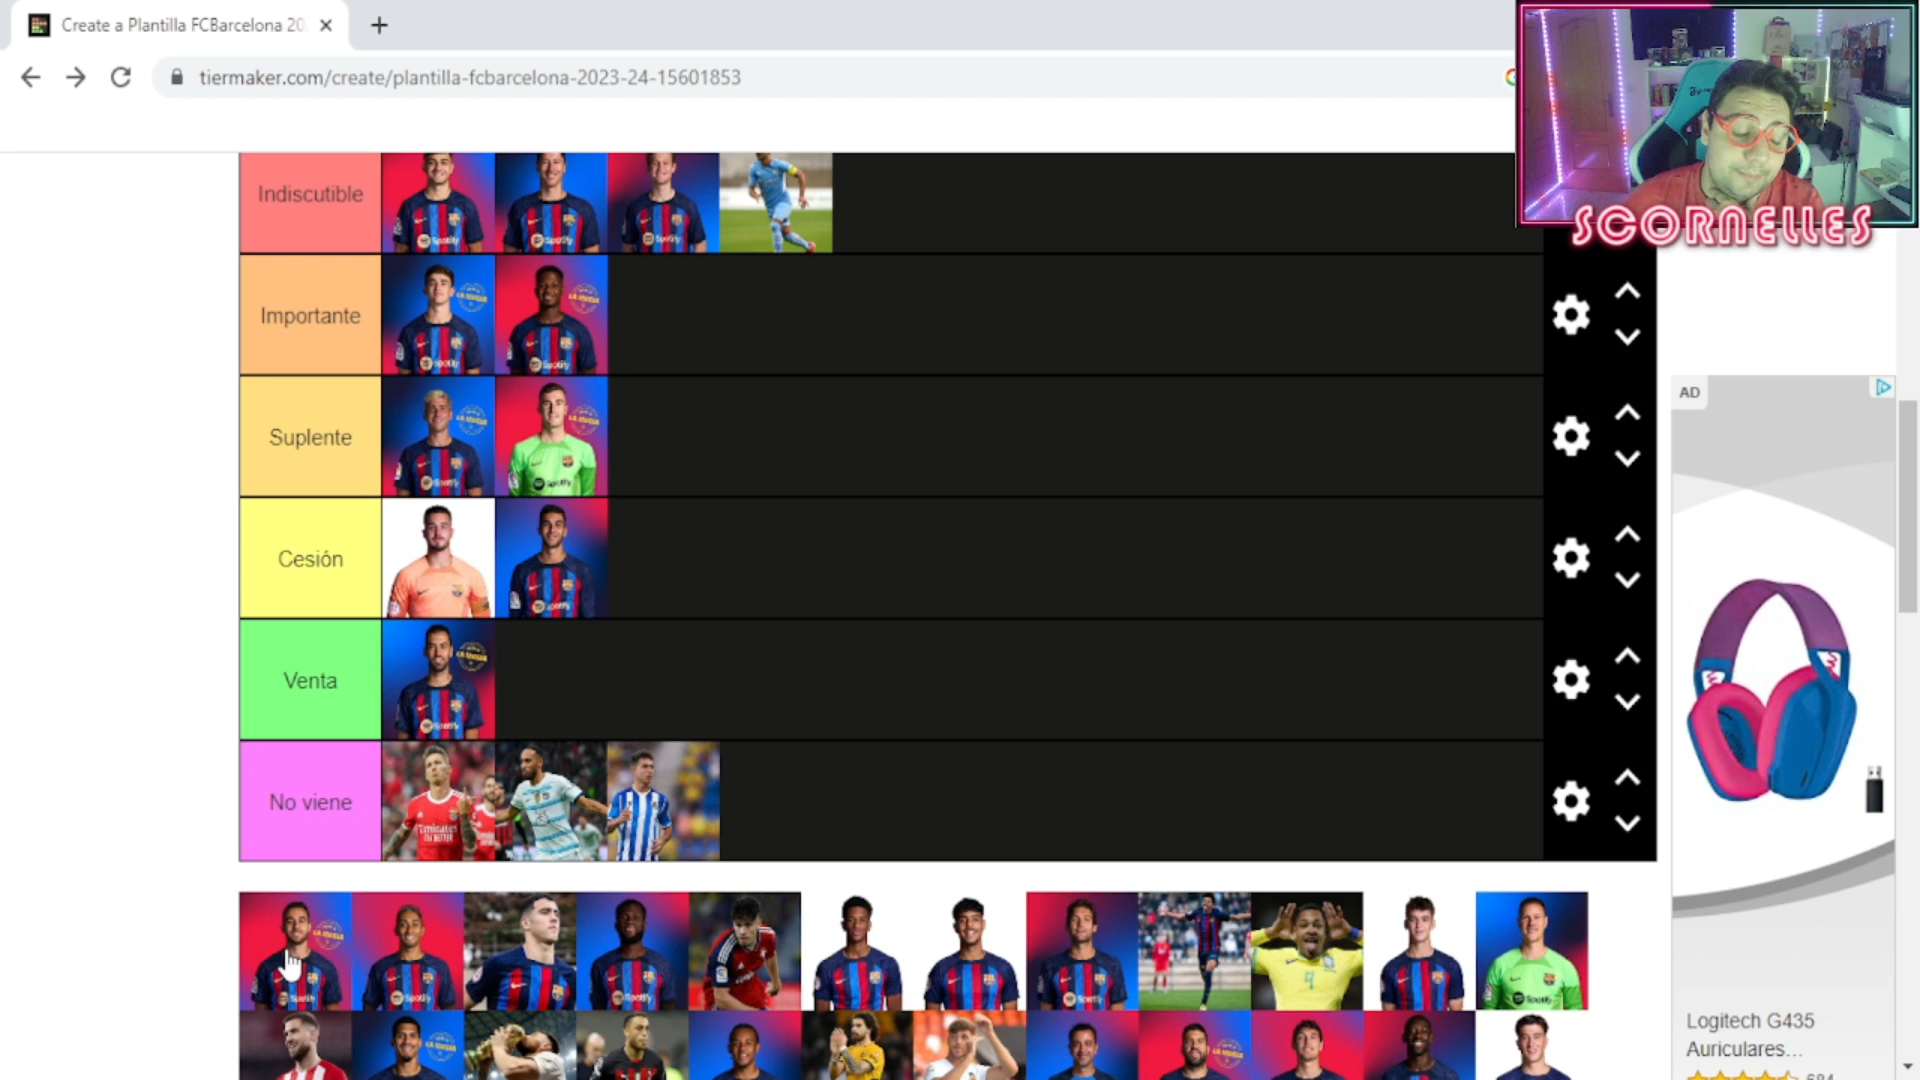 Create a Plantilla FCBarcelona 20
tiermaker.com/create/plantilla-fcbarcelona-2023-24-15601853
SCORNELLES
Indiscutible
Importante
Suplente
Cesión
Venta
No viene
AD
Logitech G435
Auriculares...